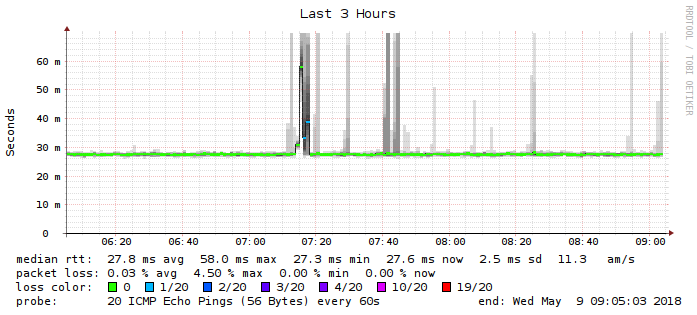 Last 3 Hours
RRDTOOL / TOBI OETIKER
Seconds
60 m
50 m
40 m
30 m
20 m
10 m
0
06:20 06:40 07:00 07:20 07:40 08:00 08:20 08:40 09:00
median rtt: 27.8 ms avg 58.0 ms max 27.3 ms min 27.6 ms now 2.5 ms sd 11.3 am/s
packet loss: 0.03 % avg 4.50 % max 0.00 % min 0.00 % now
loss color: 0 1/20 2/20 3/20 4/20 10/20 19/20
probe: 20 ICMP Echo Pings (56 Bytes) every 60s end: Wed May 9 09:05:03 2018